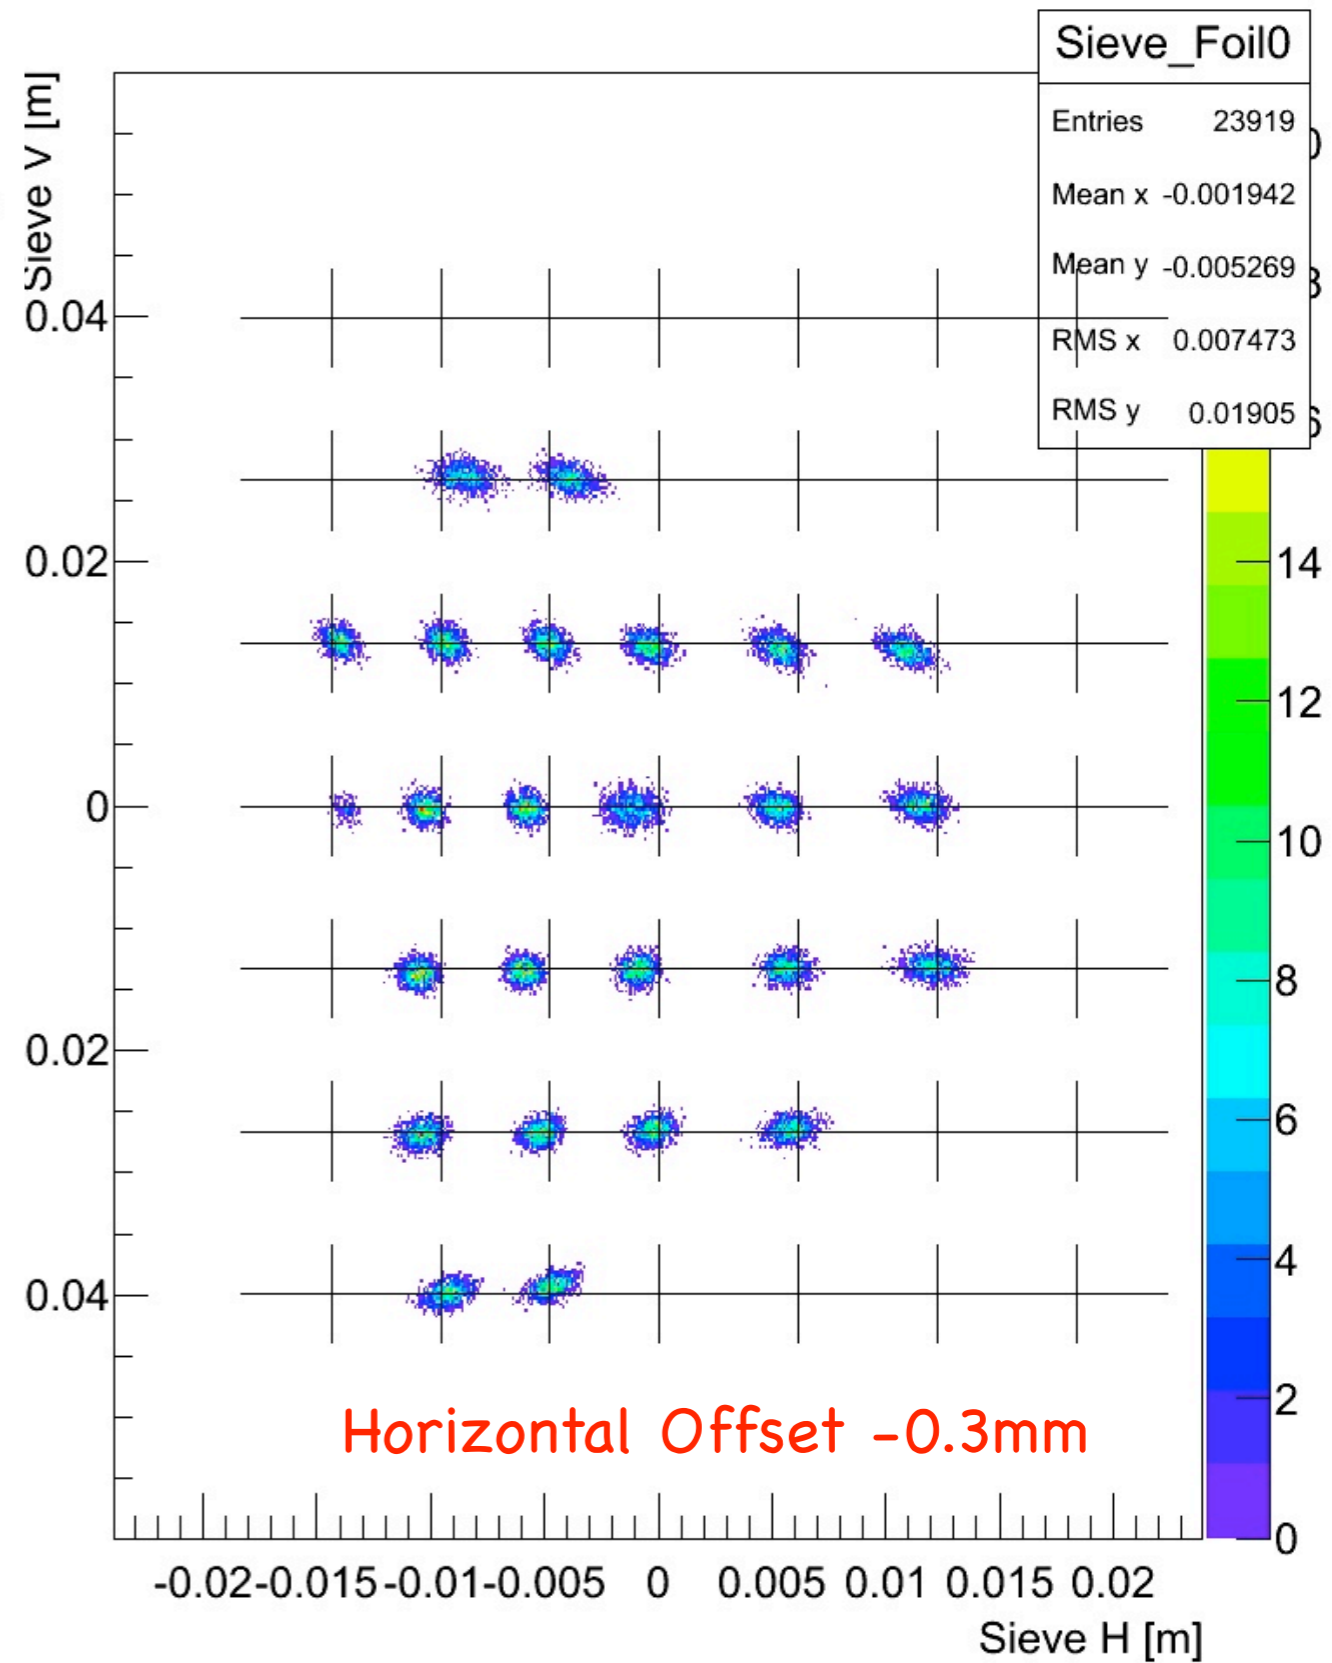 Sieve_Foil0
Entries 23919
Mean x -0.001942
Mean y -0.005269
RMS x 0.007473
RMS y 0.01905
Sieve V [m]
0.04
0.02
0
0.02
0.04
14
12
10
8
6
4
2
0
Horizontal Offset -0.3mm
-0.02 -0.015 -0.01 -0.005 0 0.005 0.01 0.015 0.02
Sieve H [m]